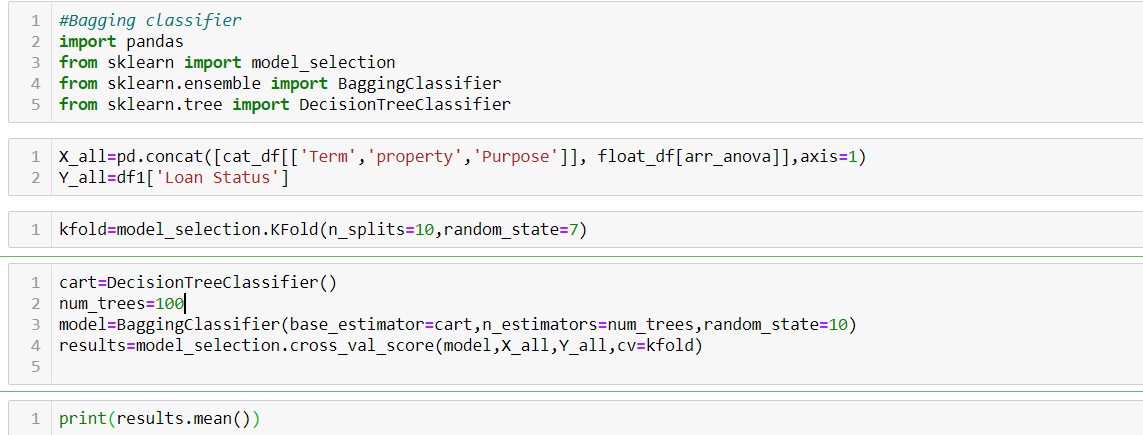 1 #Bagging classifier
2 import pandas
3 from sklearn import model_selection
4 from sklearn.ensemble import BaggingClassifier
5 from sklearn.tree import DecisionTreeClassifier
1 X_all=pd.concat([cat_df[['Term','property','Purpose']], float_df[arr_anova]],axis=1)
2 Y_all=df1['Loan Status']
1 kfold=model_selection.KFold(n_splits=10,random_state=7)
1 cart=DecisionTreeClassifier()
2 num_trees=100
3 model=BaggingClassifier(base_estimator=cart,n_estimators=num_trees,random_state=10)
4 results=model_selection.cross_val_score(model,X_all,Y_all,cv=kfold)
5
1 print(results.mean())